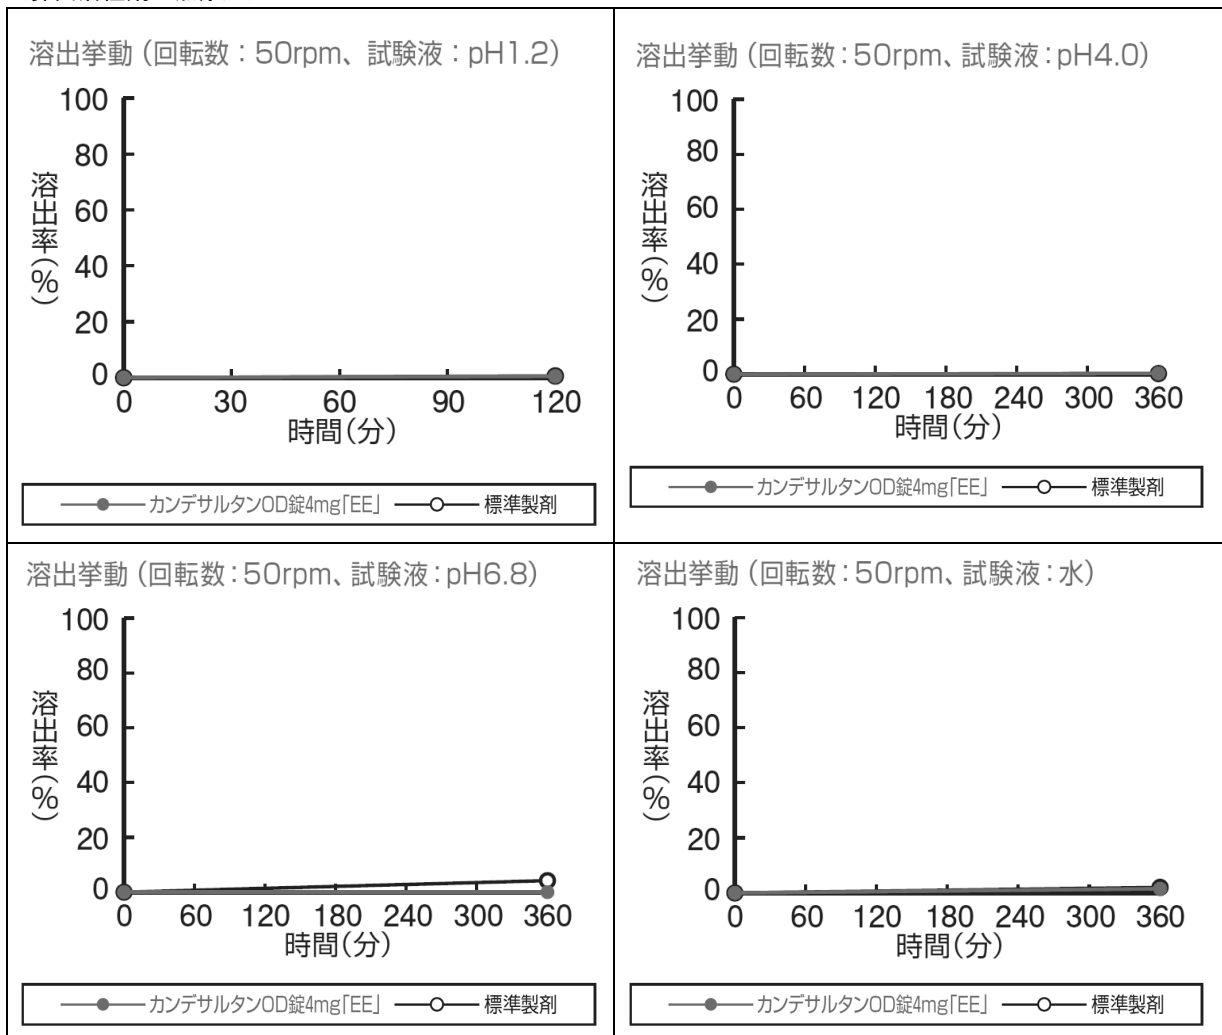 溶出挙動（回転数：50rpm、試験液：pH1.2）
100
80
60
40
20
0
溶出率(％)
0 30 60 90 120
時間(分)
カンデサルタンOD錠4mg「EE」 標準製剤
溶出挙動（回転数：50rpm、試験液：pH4.0）
100
80
60
40
20
0
溶出率(％)
0 60 120 180 240 300 360
時間(分)
カンデサルタンOD錠4mg「EE」 標準製剤
溶出挙動（回転数：50rpm、試験液：pH6.8）
100
80
60
40
20
0
溶出率(％)
0 60 120 180 240 300 360
時間(分)
カンデサルタンOD錠4mg「EE」 標準製剤
溶出挙動（回転数：50rpm、試験液：水）
100
80
60
40
20
0
溶出率(％)
0 60 120 180 240 300 360
時間(分)
カンデサルタンOD錠4mg「EE」 標準製剤